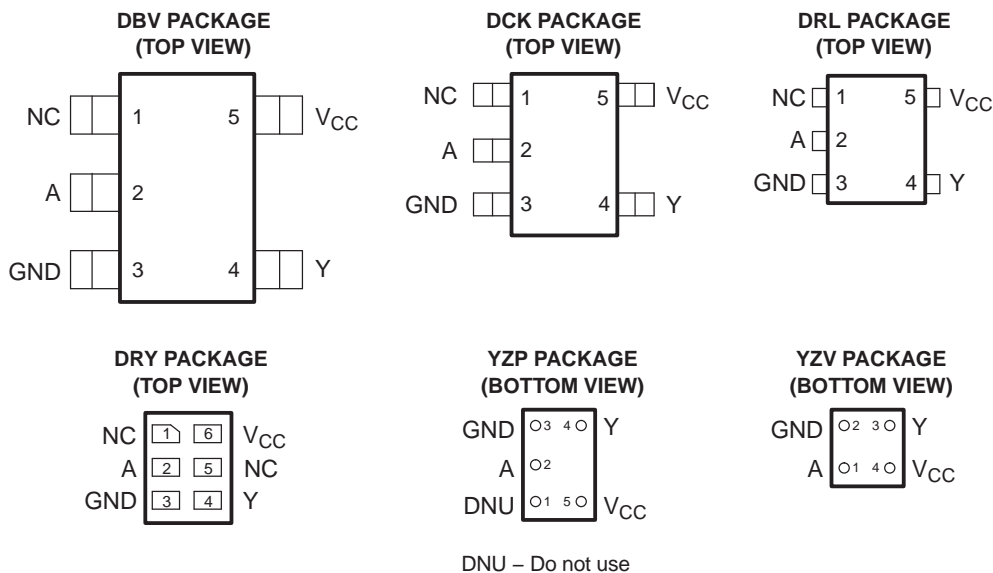 DBV PACKAGE
(TOP VIEW)
NC 1 5 VCC
A 2
GND 3 4 Y
DCK PACKAGE
(TOP VIEW)
NC 1 5 VCC
A 2
GND 3 4 Y
DRL PACKAGE
(TOP VIEW)
NC 1 5 VCC
A 2
GND 3 4 Y
DRY PACKAGE
(TOP VIEW)
NC 1 6 VCC
A 2 5 NC
GND 3 4 Y
YZP PACKAGE
(BOTTOM VIEW)
GND 3 4 Y
A 2
DNU 1 5 VCC
DNU – Do not use
YZV PACKAGE
(BOTTOM VIEW)
GND 2 3 Y
A 1 4 VCC